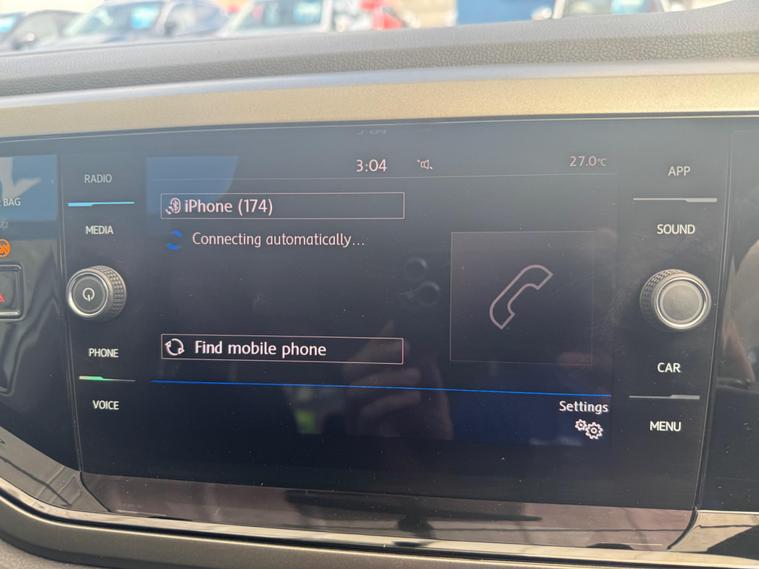 3:04
27.0°C
RADIO
APP
BAG
iPhone (174)
MEDIA
SOUND
Connecting automatically...
PHONE
Find mobile phone
CAR
VOICE
Settings
MENU